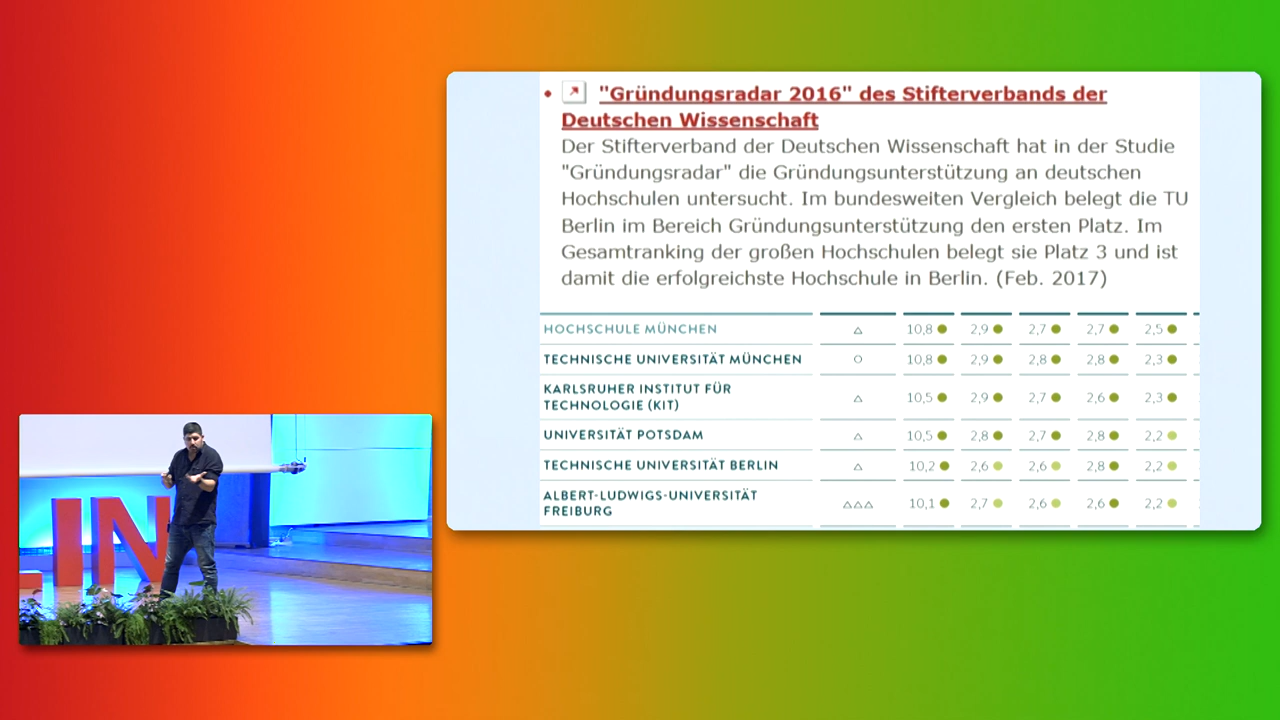 • "Gründungsradar 2016" des Stifterverbands der
Deutschen Wissenschaft
Der Stifterverband der Deutschen Wissenschaft hat in der Studie
"Gründungsradar" die Gründungsunterstützung an deutschen
Hochschulen untersucht. Im bundesweiten Vergleich belegt die TU
Berlin im Bereich Gründungsunterstützung den ersten Platz. Im
Gesamtranking der großen Hochschulen belegt sie Platz 3 und ist
damit die erfolgreichste Hochschule in Berlin. (Feb. 2017)
HOCHSCHULE MÜNCHEN △ 10,8 ● 2,9 ● 2,7 ● 2,7 ● 2,5 ●
TECHNISCHE UNIVERSITÄT MÜNCHEN ○ 10,8 ● 2,9 ● 2,8 ● 2,8 ● 2,3 ●
KARLSRUHER INSTITUT FÜR
TECHNOLOGIE (KIT) △ 10,5 ● 2,9 ● 2,7 ● 2,6 ● 2,3 ●
UNIVERSITÄT POTSDAM △ 10,5 ● 2,8 ● 2,7 ● 2,8 ● 2,2 ●
TECHNISCHE UNIVERSITÄT BERLIN △ 10,2 ● 2,6 ● 2,6 ● 2,8 ● 2,2 ●
ALBERT-LUDWIGS-UNIVERSITÄT
FREIBURG △△△ 10,1 ● 2,7 ● 2,6 ● 2,6 ● 2,2 ●
LIN